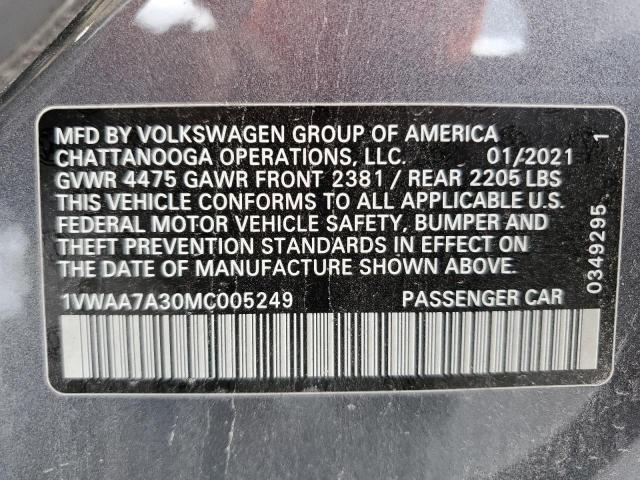 MFD BY VOLKSWAGEN GROUP OF AMERICA
CHATTANOOGA OPERATIONS, LLC. 01/2021
GVWR 4475 GAWR FRONT 2381 / REAR 2205 LBS
THIS VEHICLE CONFORMS TO ALL APPLICABLE U.S.
FEDERAL MOTOR VEHICLE SAFETY, BUMPER AND
THEFT PREVENTION STANDARDS IN EFFECT ON
THE DATE OF MANUFACTURE SHOWN ABOVE.
1VWAA7A30MC005249 PASSENGER CAR
0349295 1